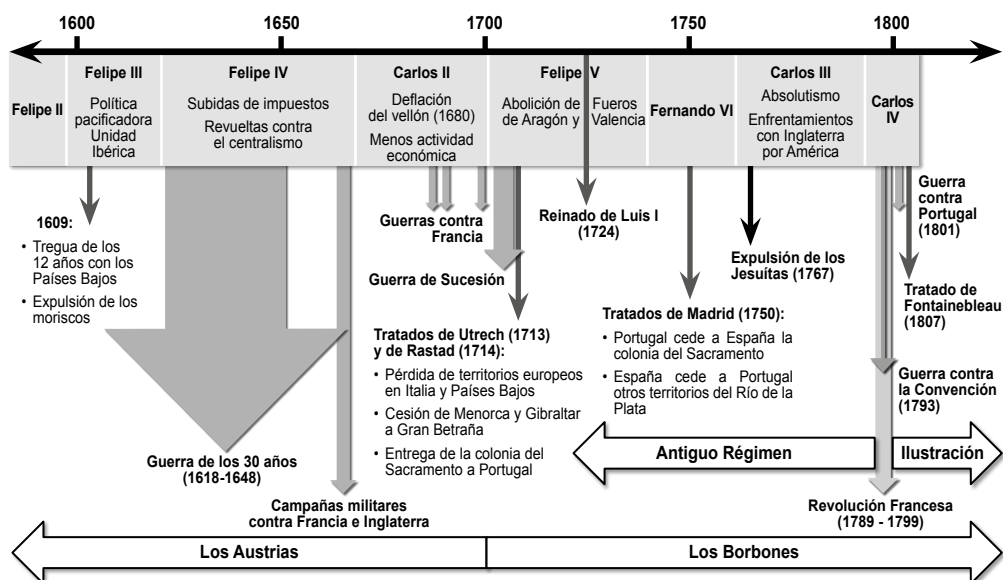 1600
1650
1700
1750
1800
Felipe II
Felipe III
Política
pacificadora
Unidad
Ibérica
Felipe IV
Subidas de impuestos
Revueltas contra
el centralismo
Carlos II
Deflación
del vellón (1680)
Menos actividad
económica
Felipe V
Abolición de Fueros
de Aragón y Valencia
Fernando VI
Carlos III
Absolutismo
Enfrentamientos
con Inglaterra
por América
Carlos
IV
1609:
• Tregua de los
12 años con los
Países Bajos
• Expulsión de los
moriscos
Guerra de los 30 años
(1618-1648)
Campañas militares
contra Francia e Inglaterra
Guerras contra
Francia
Guerra de Sucesión
Tratados de Utrech (1713)
y de Rastad (1714):
• Pérdida de territorios europeos
en Italia y Países Bajos
• Cesión de Menorca y Gibraltar
a Gran Betraña
• Entrega de la colonia del
Sacramento a Portugal
Reinado de Luis I
(1724)
Tratados de Madrid (1750):
• Portugal cede a España la
colonia del Sacramento
• España cede a Portugal
otros territorios del Río de la
Plata
Expulsión de los
Jesuítas (1767)
Guerra
contra
Portugal
(1801)
Tratado de
Fontainebleau
(1807)
Guerra contra
la Convención
(1793)
Antiguo Régimen
Ilustración
Revolución Francesa
(1789 - 1799)
Los Austrias
Los Borbones